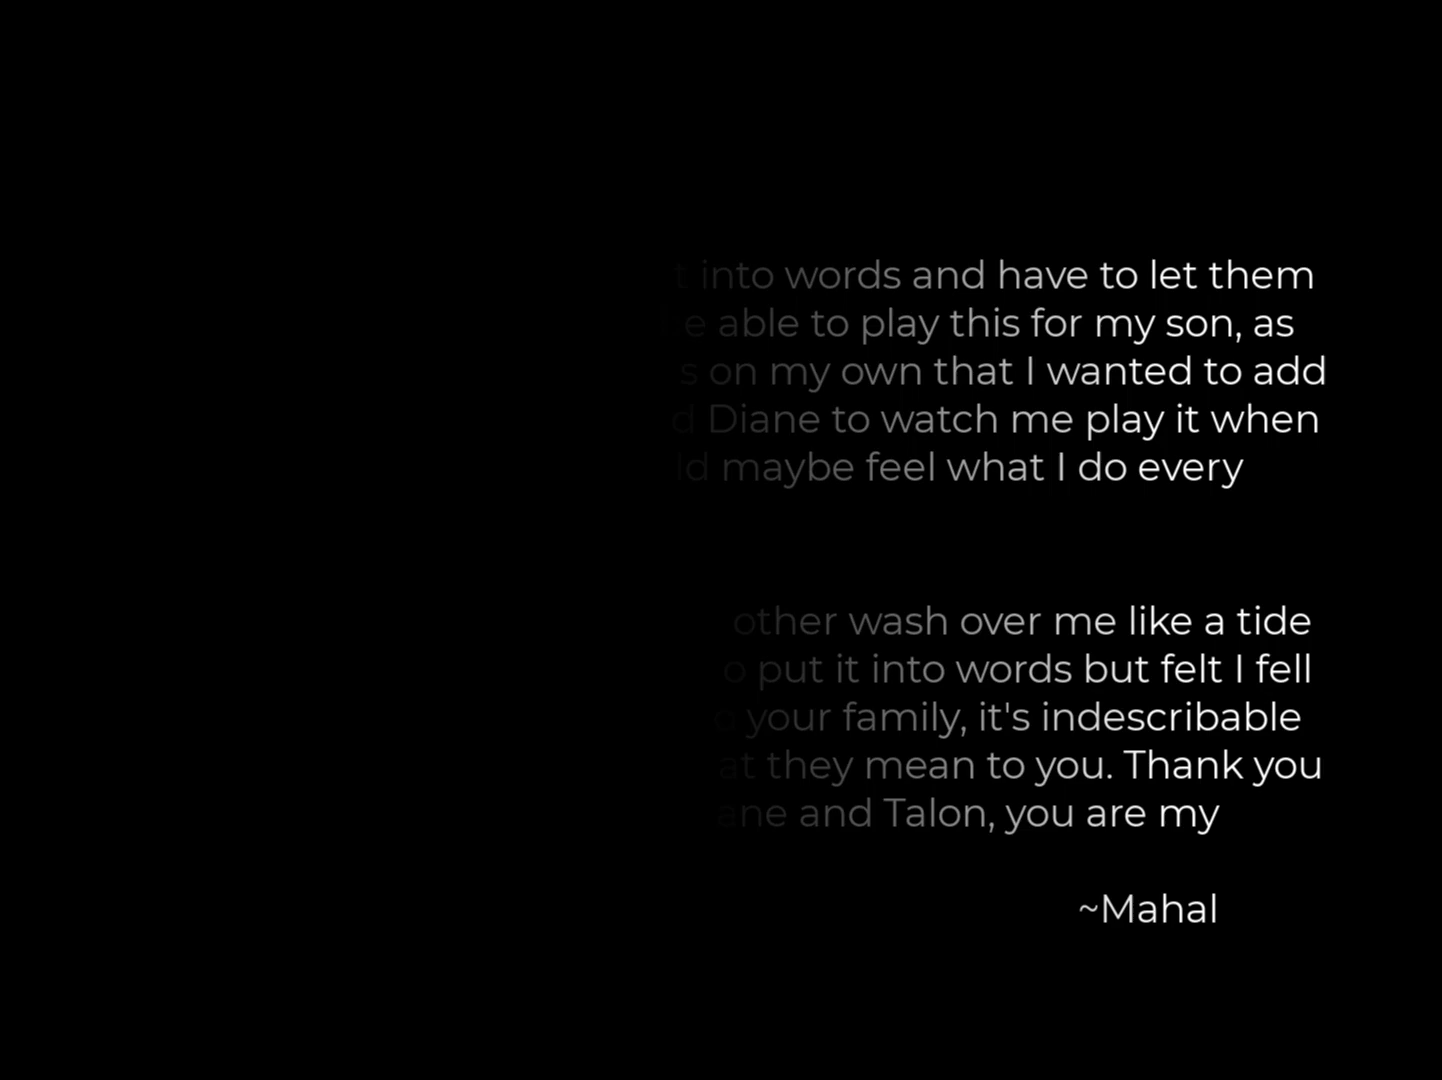 into words and have to let them
able to play this for my son, as
on my own that I wanted to add
Diane to watch me play it when
maybe feel what I do every
other wash over me like a tide
put it into words but felt I fell
your family, it's indescribable
they mean to you. Thank you
and Talon, you are my
~Mahal